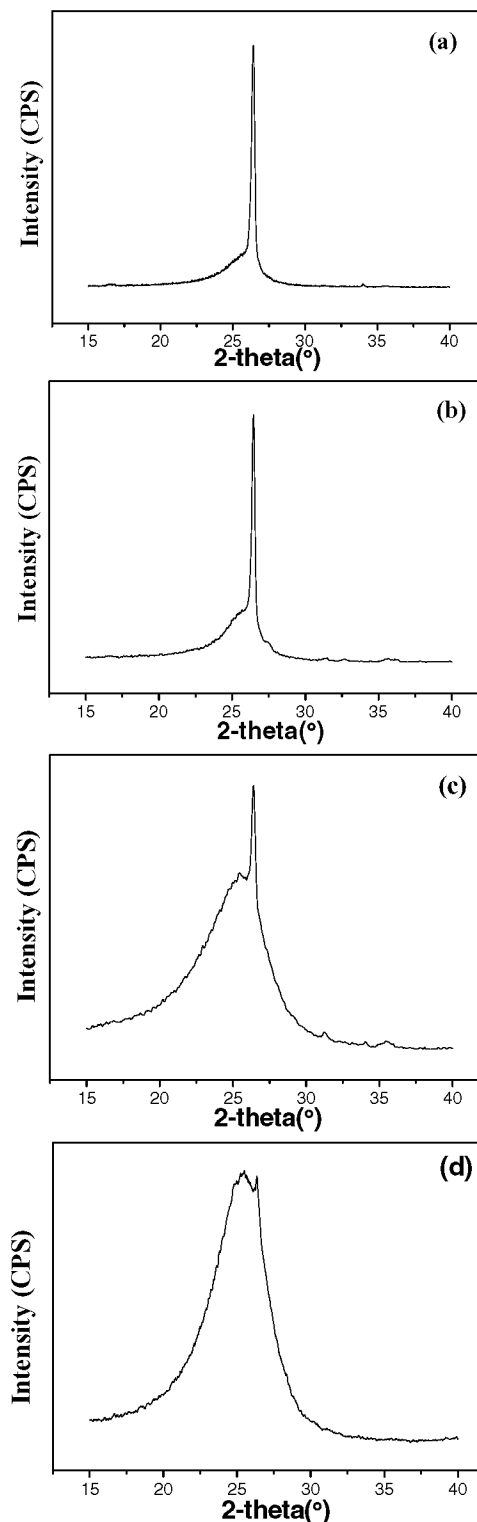 (a)
Intensity (CPS)
15 20 25 30 35 40
2-theta(°)
(b)
Intensity (CPS)
15 20 25 30 35 40
2-theta(°)
(c)
Intensity (CPS)
15 20 25 30 35 40
2-theta(°)
(d)
Intensity (CPS)
15 20 25 30 35 40
2-theta(°)